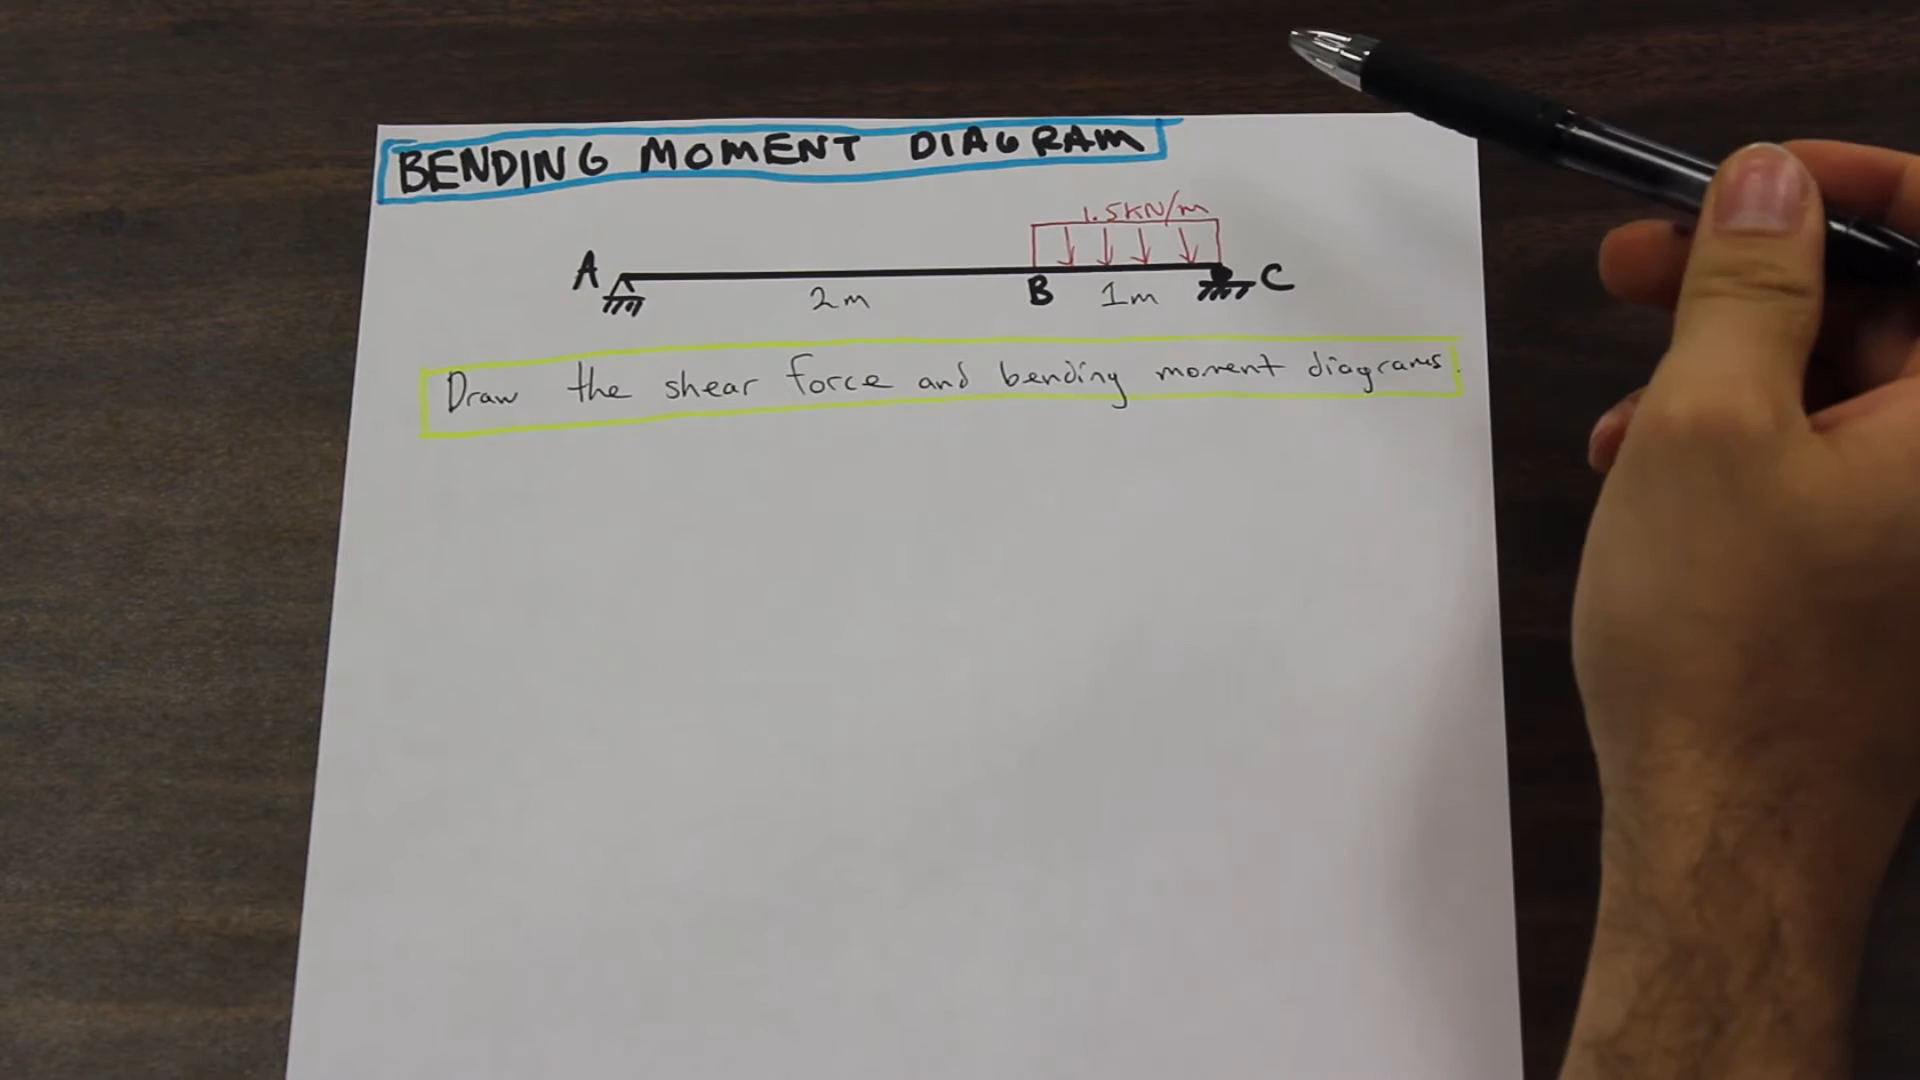 BENDING MOMENT DIAGRAM
1.5KN/m
A
2m
B
1m
C
Draw the shear force and bending moment diagrams.